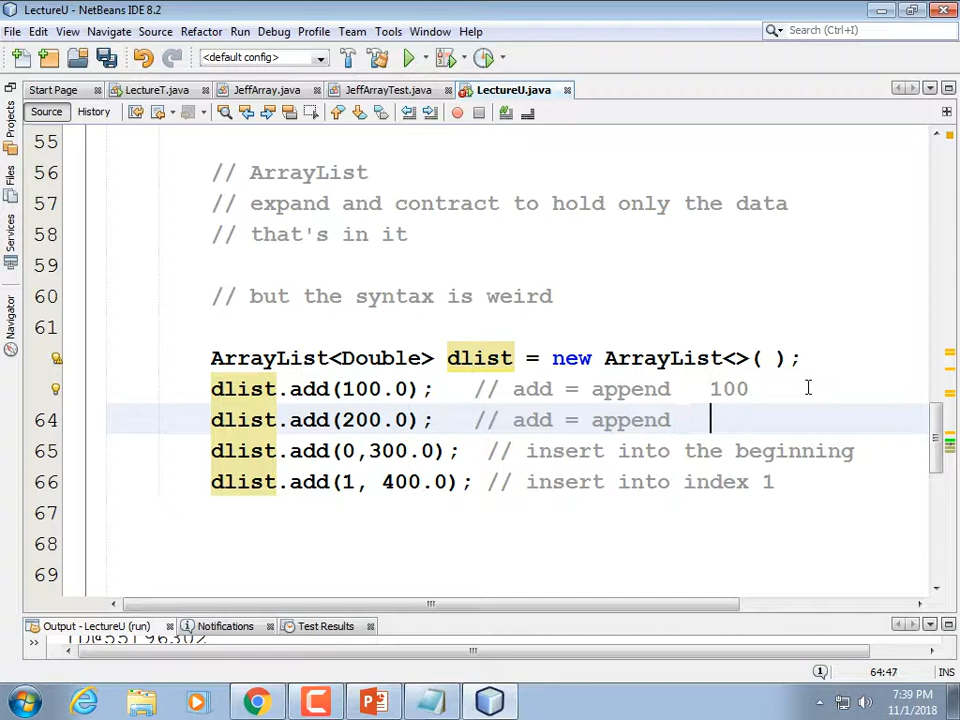 LectureU - NetBeans IDE 8.2
File Edit View Navigate Source Refactor Run Debug Profile Team Tools Window Help
Search (Ctrl+I)
<default config>
Start Page LectureT.java JeffArray.java JeffArrayTest.java LectureU.java
Source History
Projects
Files
Services
Navigator
55
56 // ArrayList
57 // expand and contract to hold only the data
58 // that's in it
59
60 // but the syntax is weird
61
ArrayList<Double> dlist = new ArrayList<>( );
dlist.add(100.0); // add = append 100
64 dlist.add(200.0); // add = append
65 dlist.add(0,300.0); // insert into the beginning
66 dlist.add(1, 400.0); // insert into index 1
67
68
69
Output - LectureU (run) Notifications Test Results
64:47 INS
7:39 PM
11/1/2018